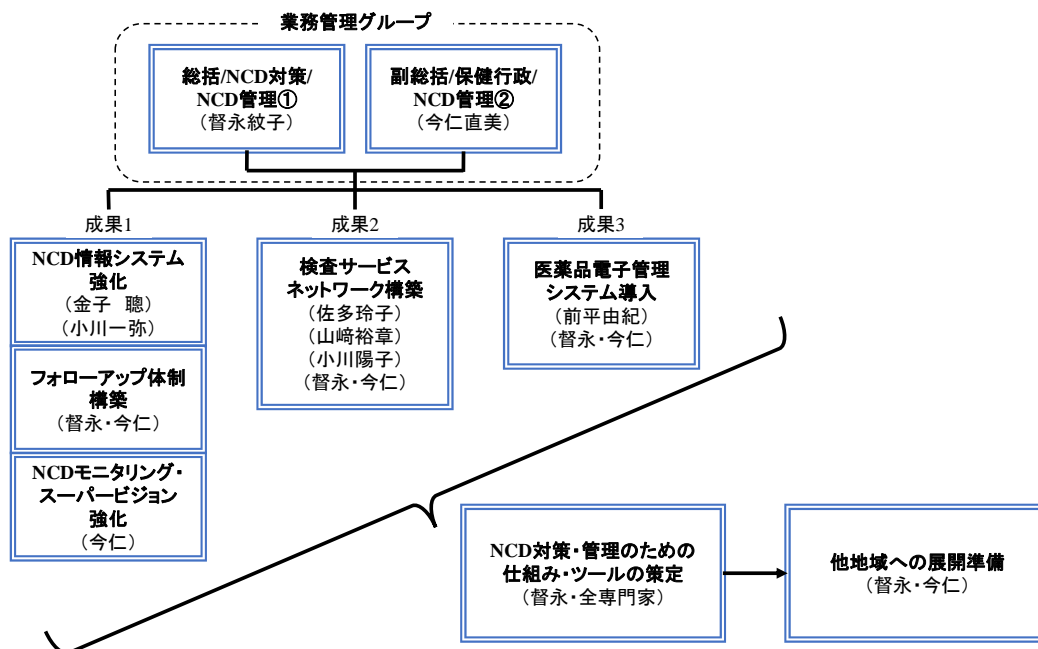 業務管理グループ
総括/NCD対策/
NCD管理①
（督永紋子）
副総括/保健行政/
NCD管理②
（今仁直美）
成果1
NCD情報システム
強化
（金子　聰）
（小川一弥）
フォローアップ体制
構築
（督永・今仁）
NCDモニタリング・
スーパービジョン
強化
（今仁）
成果2
検査サービス
ネットワーク構築
（佐多玲子）
（山﨑裕章）
（小川陽子）
（督永・今仁）
成果3
医薬品電子管理
システム導入
（前平由紀）
（督永・今仁）
NCD対策・管理のための
仕組み・ツールの策定
（督永・全専門家）
他地域への展開準備
（督永・今仁）